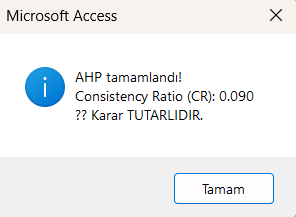 Microsoft Access
AHP tamamlandı!
Consistency Ratio (CR): 0.090
?? Karar TUTARLIDIR.
Tamam